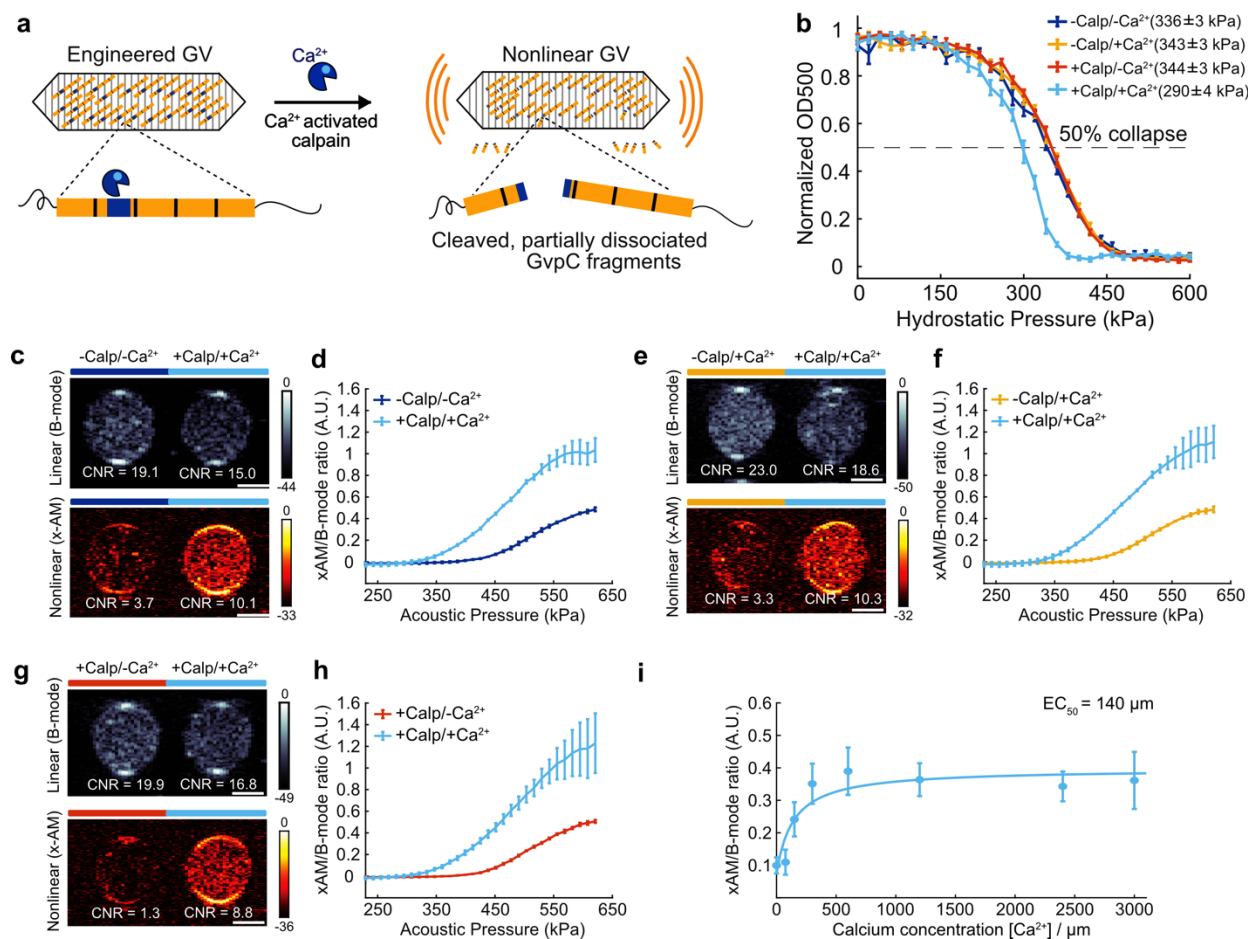 a
Engineered GV
Ca²⁺
Ca²⁺ activated
calpain
Nonlinear GV
Cleaved, partially dissociated
GvpC fragments
b
Normalized OD500
1
0.8
0.6
0.4
0.2
0
0
150
300
450
600
Hydrostatic Pressure (kPa)
-Calp/-Ca²⁺(336±3 kPa)
-Calp/+Ca²⁺(343±3 kPa)
+Calp/-Ca²⁺(344±3 kPa)
+Calp/+Ca²⁺(290±4 kPa)
50% collapse
c
-Calp/-Ca²⁺
+Calp/+Ca²⁺
Linear (B-mode)
CNR = 19.1
CNR = 15.0
0
-44
Nonlinear (x-AM)
CNR = 3.7
CNR = 10.1
0
-33
d
xAM/B-mode ratio (A.U.)
1.6
1.4
1.2
1
0.8
0.6
0.4
0.2
0
250
350
450
550
650
Acoustic Pressure (kPa)
-Calp/-Ca²⁺
+Calp/+Ca²⁺
e
-Calp/+Ca²⁺
+Calp/+Ca²⁺
Linear (B-mode)
CNR = 23.0
CNR = 18.6
0
-50
Nonlinear (x-AM)
CNR = 3.3
CNR = 10.3
0
-32
f
xAM/B-mode ratio (A.U.)
1.6
1.4
1.2
1
0.8
0.6
0.4
0.2
0
250
350
450
550
650
Acoustic Pressure (kPa)
-Calp/+Ca²⁺
+Calp/+Ca²⁺
g
+Calp/-Ca²⁺
+Calp/+Ca²⁺
Linear (B-mode)
CNR = 19.9
CNR = 16.8
0
-49
Nonlinear (x-AM)
CNR = 1.3
CNR = 8.8
0
-36
h
xAM/B-mode ratio (A.U.)
1.6
1.4
1.2
1
0.8
0.6
0.4
0.2
0
250
350
450
550
650
Acoustic Pressure (kPa)
+Calp/-Ca²⁺
+Calp/+Ca²⁺
i
EC₅₀ = 140 µm
xAM/B-mode ratio (A.U.)
0.5
0.4
0.3
0.2
0.1
0
500
1000
1500
2000
2500
3000
Calcium concentration [Ca²⁺] / µm